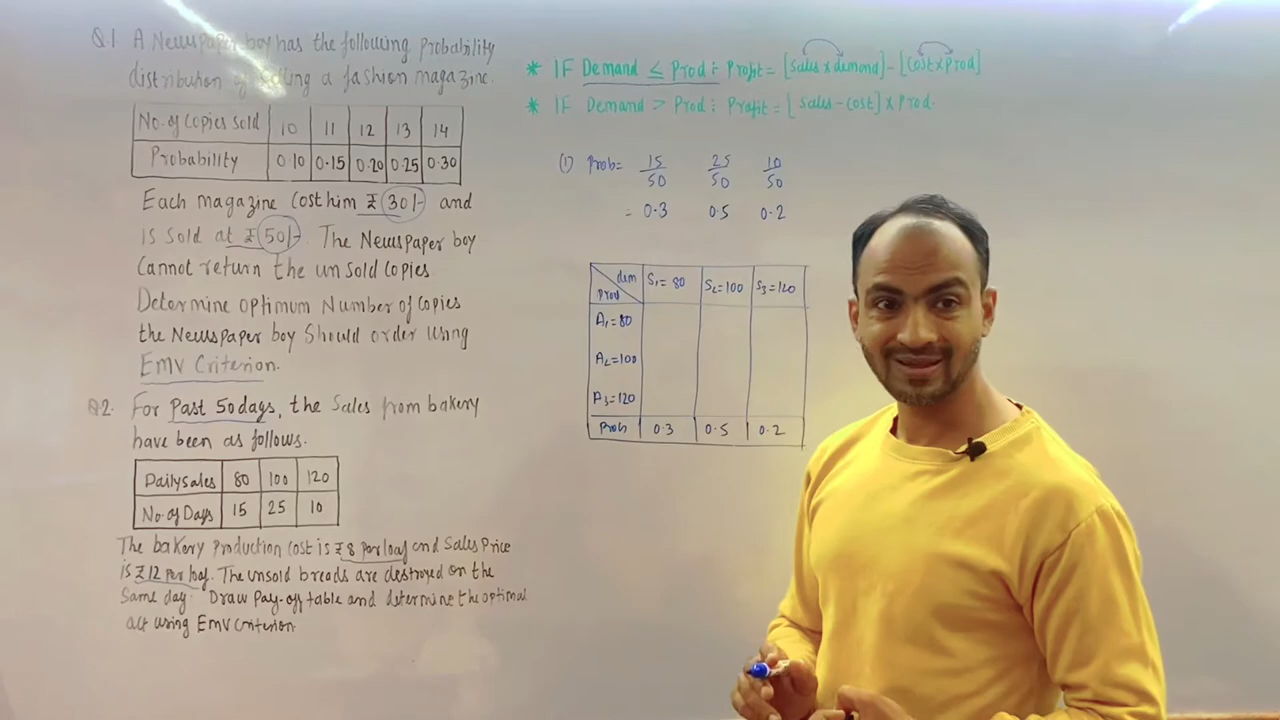 Q.1. A Newspaper boy has the following Probability
distribution of selling a fashion magazine.
No. of Copies Sold 10 11 12 13 14
Probability 0.10 0.15 0.20 0.25 0.30
Each magazine Cost him ₹ 30/- and
is Sold at ₹ 50/-. The Newspaper boy
Cannot return the unsold Copies
Determine Optimum Number of Copies
the Newspaper boy Should order using
Emv Criterion.
Q2. For Past 50 days, the Sales from bakery
have been as follows.
Daily sales 80 100 120
No. of Days 15 25 10
The bakery Production Cost is ₹ 8 Per loaf and Sales Price
is ₹ 12 per loaf. The unsold breads are destroyed on the
Same day. Draw Pay-off table and determine the optimal
act using Emv Criterion.
* IF Demand ≤ Prod : Profit = [Sales × demand] - [Cost × Prod]
* IF Demand > Prod : Profit = [Sales - Cost] × Prod.
(1) Prob = 15/50 25/50 10/50
= 0.3 0.5 0.2
dem Prod S₁ = 80 S₂ = 100 S₃ = 120
A₁ = 80
A₂ = 100
A₃ = 120
Prob 0.3 0.5 0.2